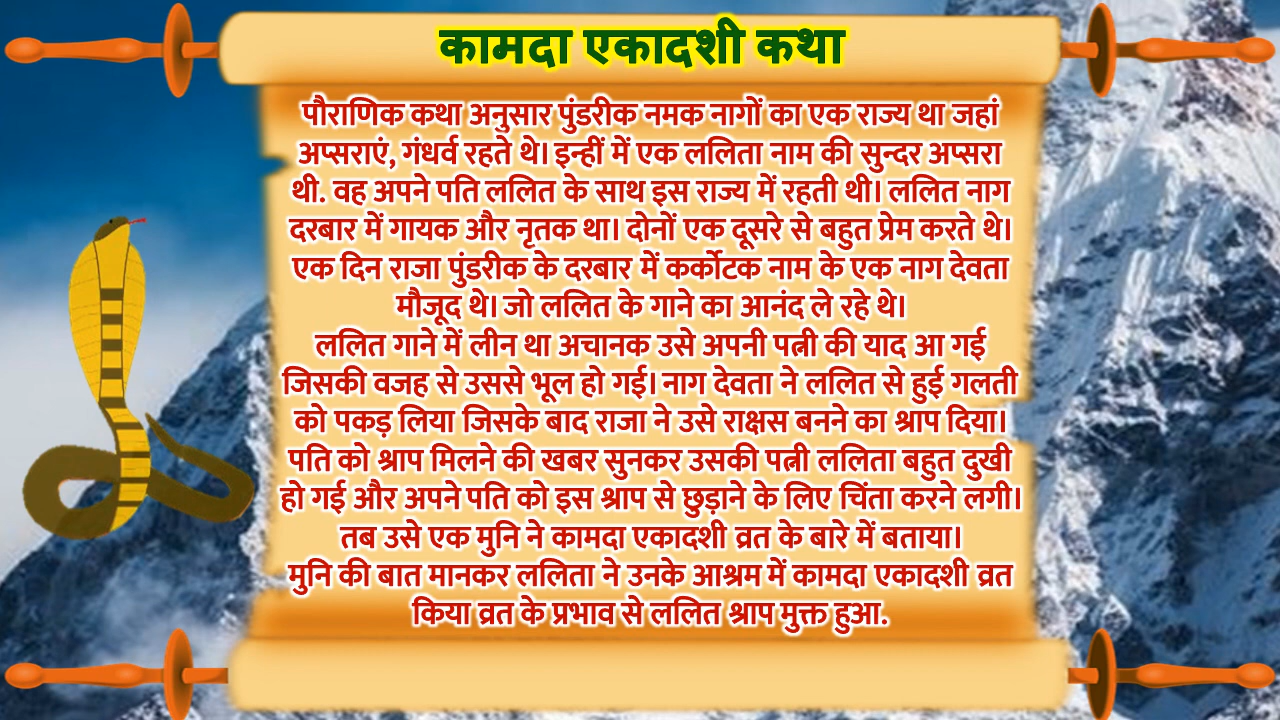 कामदा एकादशी कथा
पौराणिक कथा अनुसार पुंडरीक नमक नागों का एक राज्य था जहां
अप्सराएं, गंधर्व रहते थे। इन्हीं में एक ललिता नाम की सुन्दर अप्सरा
थी. वह अपने पति ललित के साथ इस राज्य में रहती थी। ललित नाग
दरबार में गायक और नृतक था। दोनों एक दूसरे से बहुत प्रेम करते थे।
एक दिन राजा पुंडरीक के दरबार में कर्कोटक नाम के एक नाग देवता
मौजूद थे। जो ललित के गाने का आनंद ले रहे थे।
ललित गाने में लीन था अचानक उसे अपनी पत्नी की याद आ गई
जिसकी वजह से उससे भूल हो गई। नाग देवता ने ललित से हुई गलती
को पकड़ लिया जिसके बाद राजा ने उसे राक्षस बनने का श्राप दिया।
पति को श्राप मिलने की खबर सुनकर उसकी पत्नी ललिता बहुत दुखी
हो गई और अपने पति को इस श्राप से छुड़ाने के लिए चिंता करने लगी।
तब उसे एक मुनि ने कामदा एकादशी व्रत के बारे में बताया।
मुनि की बात मानकर ललिता ने उनके आश्रम में कामदा एकादशी व्रत
किया व्रत के प्रभाव से ललित श्राप मुक्त हुआ.